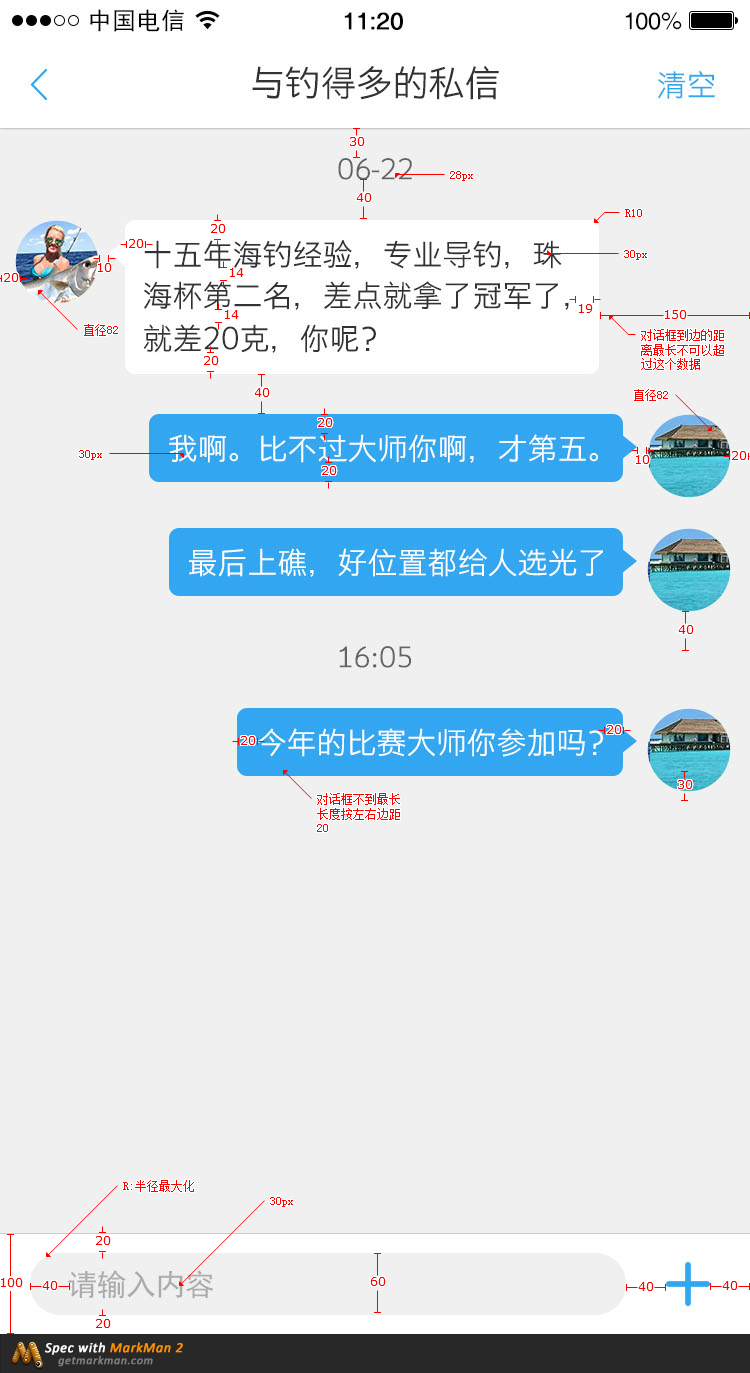 中国电信 11:20 100%
与钓得多的私信 清空
30
06-22 28px
40
R10
20
20
十五年海钓经验，专业导钓，珠 30px
10
20
14
海杯第二名，差点就拿了冠军了，
19
150
14
直径82
就差20克，你呢？
对话框到边的距
离最长不可以超
过这个数据
20
40
直径82
20
30px
我啊。比不过大师你啊，才第五。
10
20
20
最后上礁，好位置都给人选光了
40
16:05
20
20
今年的比赛大师你参加吗？
30
对话框不到最长
长度按左右边距
20
R:半径最大化
30px
20
100
40
请输入内容
60
40
40
20
Spec with MarkMan 2
getmarkman.com